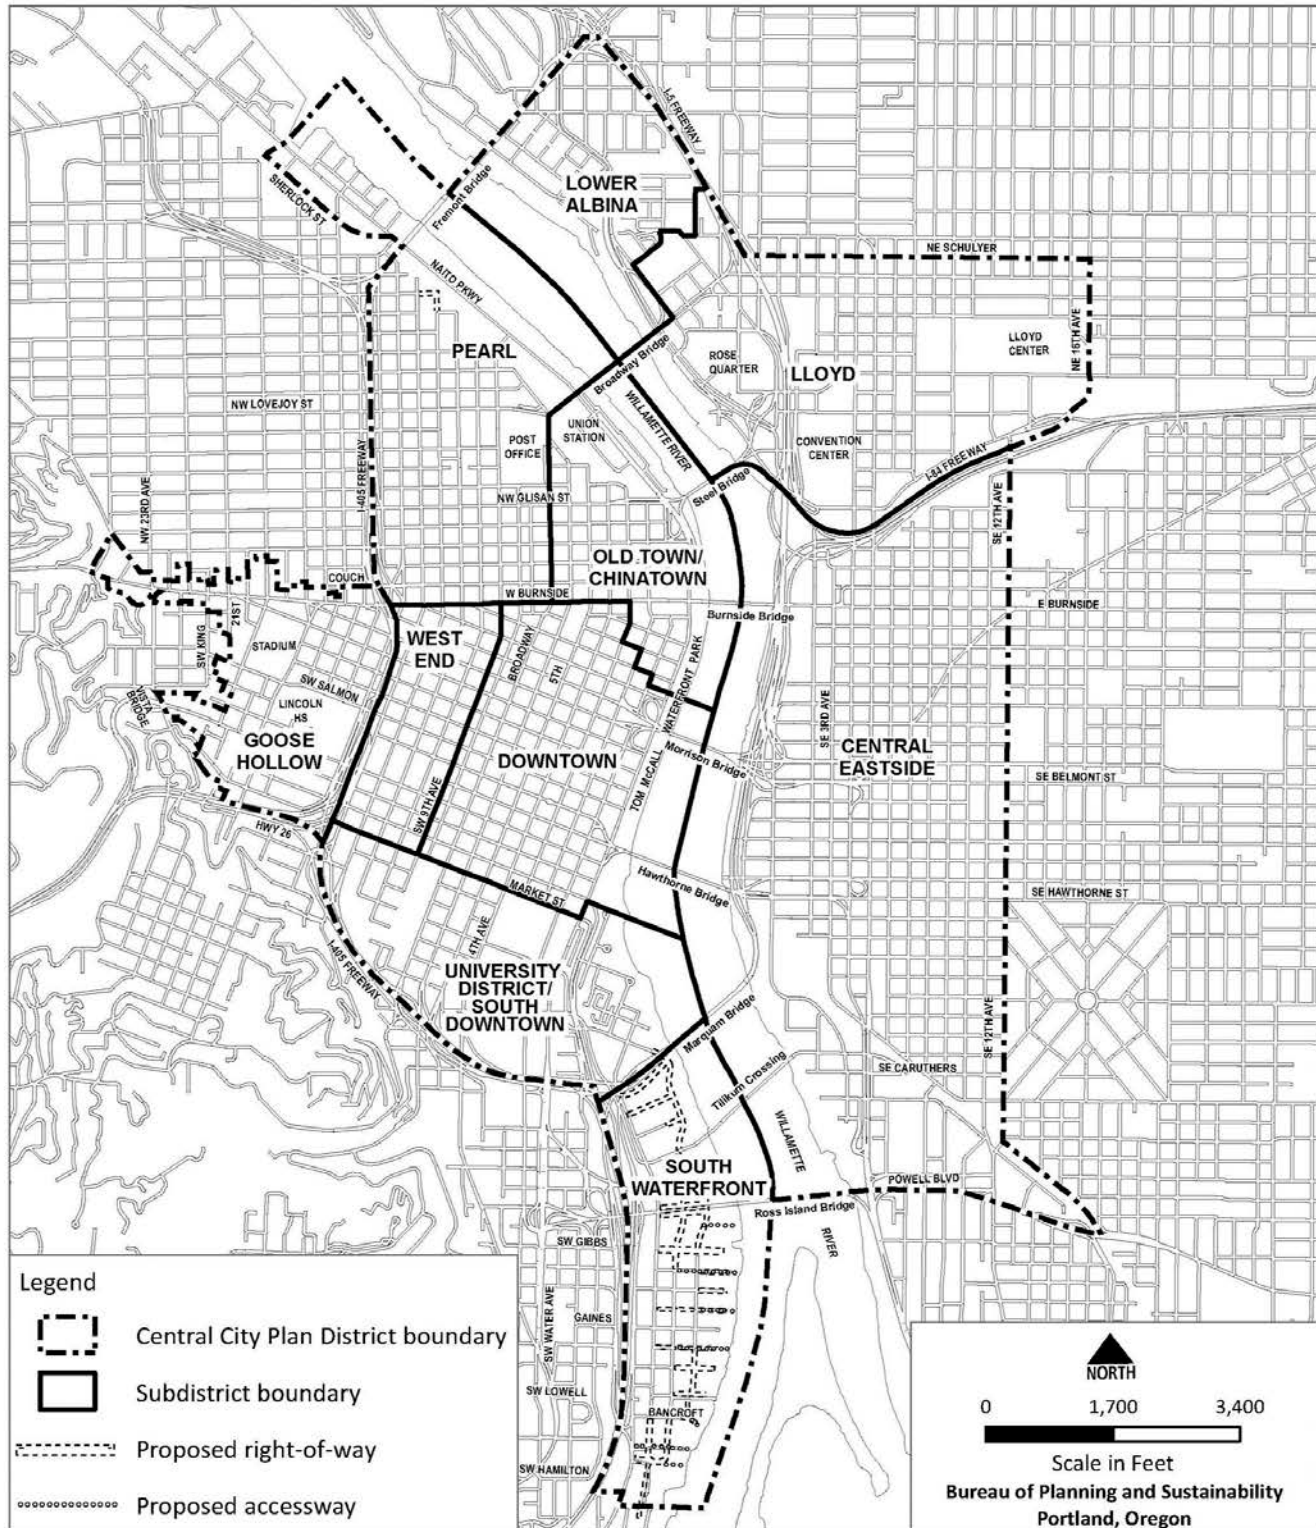 I-5 FREEWAY
LOWER
ALBINA
SHERLOCK ST
Fremont Bridge
NE SCHULYER
NAITO PKWY
NE 16TH AVE
LLOYD
CENTER
PEARL
ROSE
QUARTER
LLOYD
Broadway Bridge
NW LOVEJOY ST
WILLAMETTE RIVER
UNION
STATION
POST
OFFICE
CONVENTION
CENTER
I-405 FREEWAY
I-84 FREEWAY
Steel Bridge
NW 23RD AVE
NW GLISAN ST
SE 12TH AVE
OLD TOWN/
CHINATOWN
COUCH
W BURNSIDE
E BURNSIDE
Burnside Bridge
21ST
SW KING
STADIUM
WEST
END
BROADWAY
5TH
WATERFRONT PARK
SW SALMON
VISTA
BRIDGE
LINCOLN
HS
GOOSE
HOLLOW
SE 3RD AVE
DOWNTOWN
Morrison Bridge
CENTRAL
EASTSIDE
TOM McCALL
SE BELMONT ST
SW 9TH AVE
HWY 26
Hawthorne Bridge
MARKET ST
SE HAWTHORNE ST
4TH AVE
I-405 FREEWAY
UNIVERSITY
DISTRICT/
SOUTH
DOWNTOWN
Marquam Bridge
SE 12TH AVE
SE CARUTHERS
Tilikum Crossing
WILLAMETTE
SOUTH
WATERFRONT
POWELL BLVD
Ross Island Bridge
RIVER
SW GIBBS
SW WATER AVE
GAINES
SW LOWELL
BANCROFT
SW HAMILTON
Legend
Central City Plan District boundary
Subdistrict boundary
Proposed right-of-way
Proposed accessway
NORTH
0 1,700 3,400
Scale in Feet
Bureau of Planning and Sustainability
Portland, Oregon